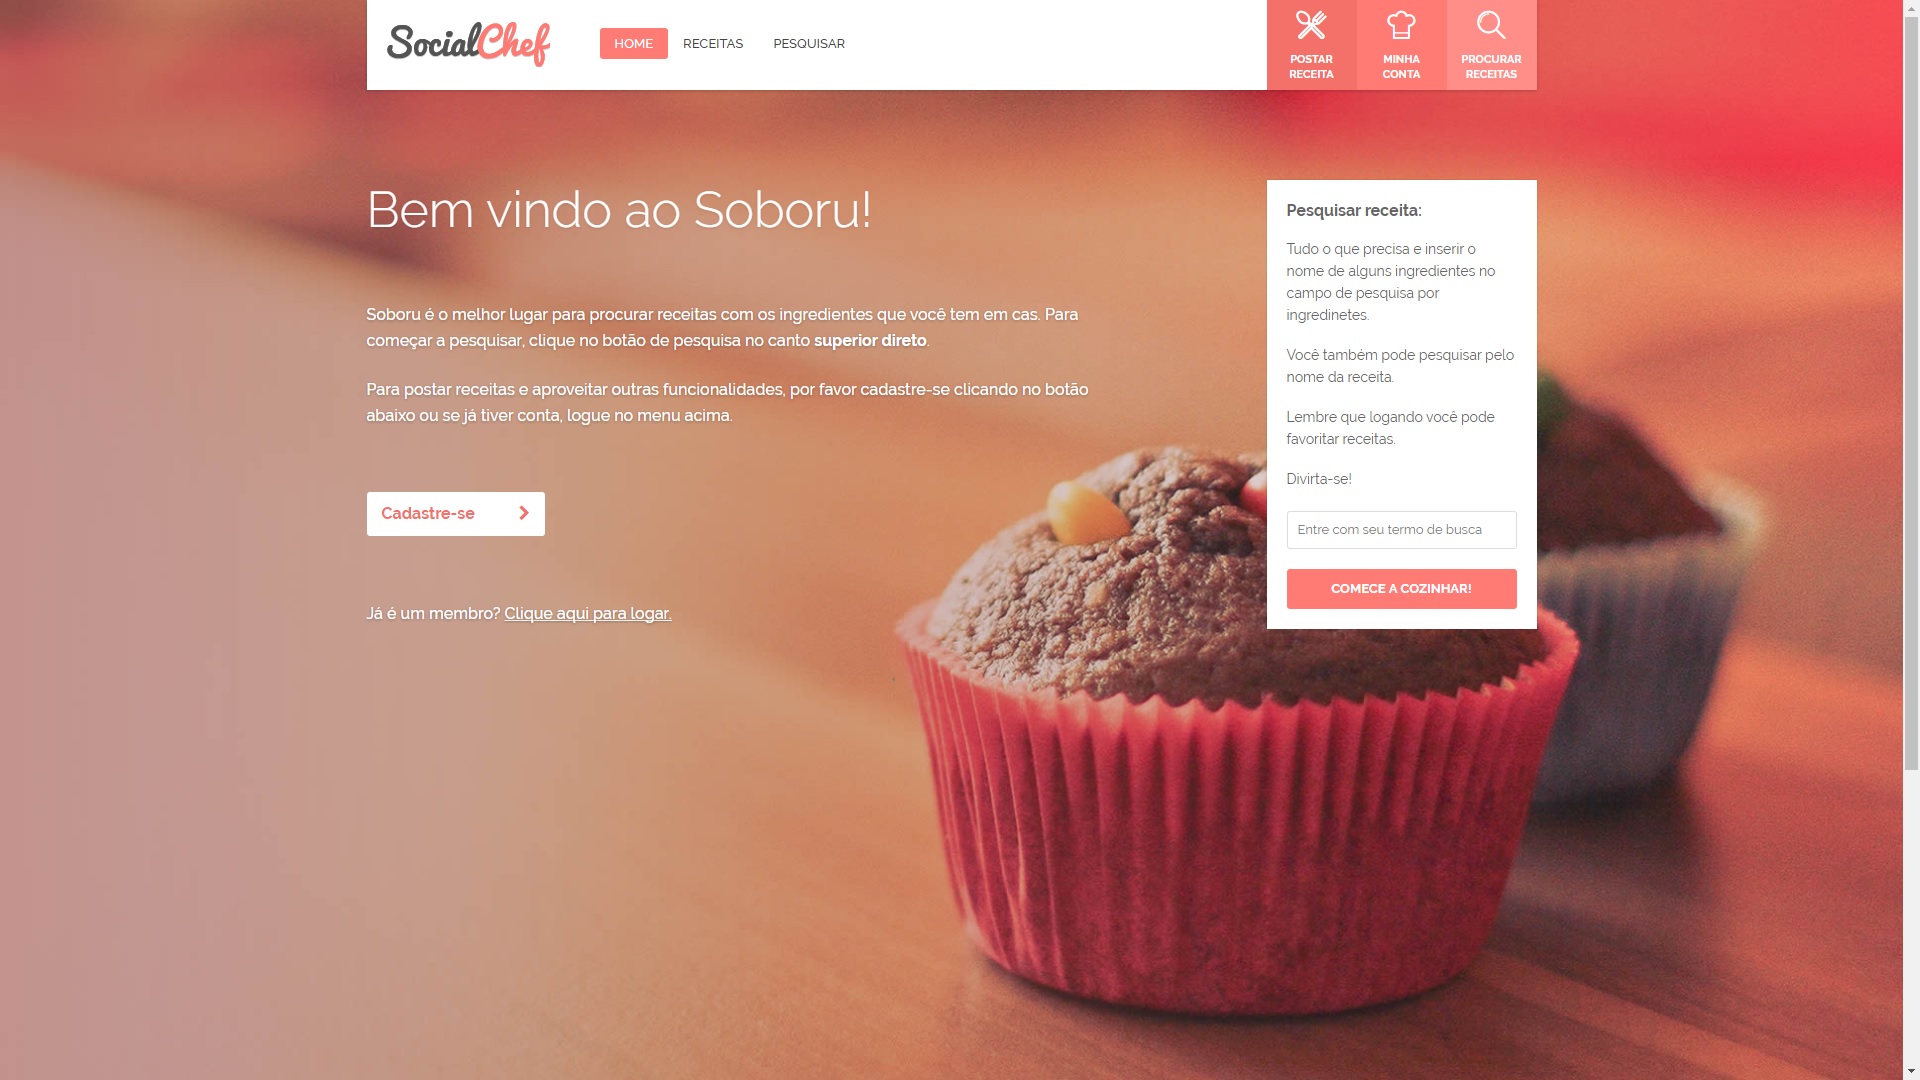 SocialChef
HOME
RECEITAS
PESQUISAR
POSTAR
RECEITA
MINHA
CONTA
PROCURAR
RECEITAS
Bem vindo ao Soboru!
Soboru é o melhor lugar para procurar receitas com os ingredientes que você tem em cas. Para
começar a pesquisar, clique no botão de pesquisa no canto superior direto.
Para postar receitas e aproveitar outras funcionalidades, por favor cadastre-se clicando no botão
abaixo ou se já tiver conta, logue no menu acima.
Cadastre-se
Já é um membro? Clique aqui para logar.
Pesquisar receita:
Tudo o que precisa e inserir o
nome de alguns ingredientes no
campo de pesquisa por
ingredinetes.
Você também pode pesquisar pelo
nome da receita.
Lembre que logando você pode
favoritar receitas.
Divirta-se!
Entre com seu termo de busca
COMECE A COZINHAR!